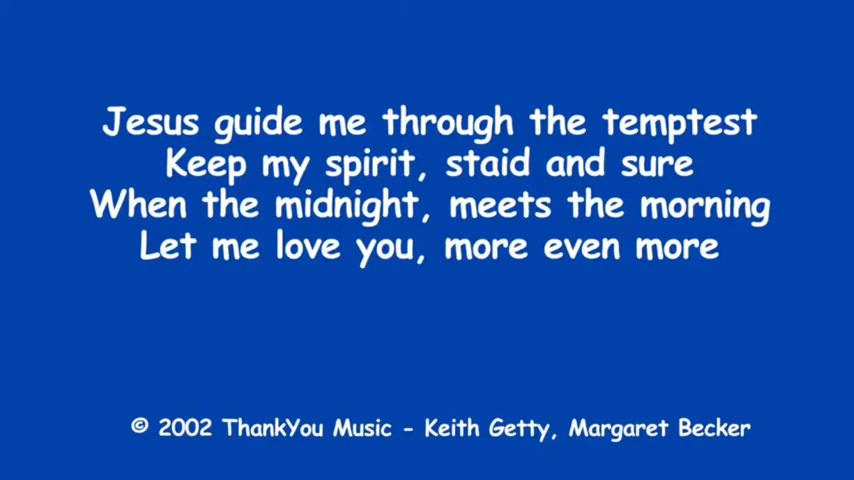 Jesus guide me through the temptest
Keep my spirit, staid and sure
When the midnight, meets the morning
Let me love you, more even more
© 2002 ThankYou Music - Keith Getty, Margaret Becker